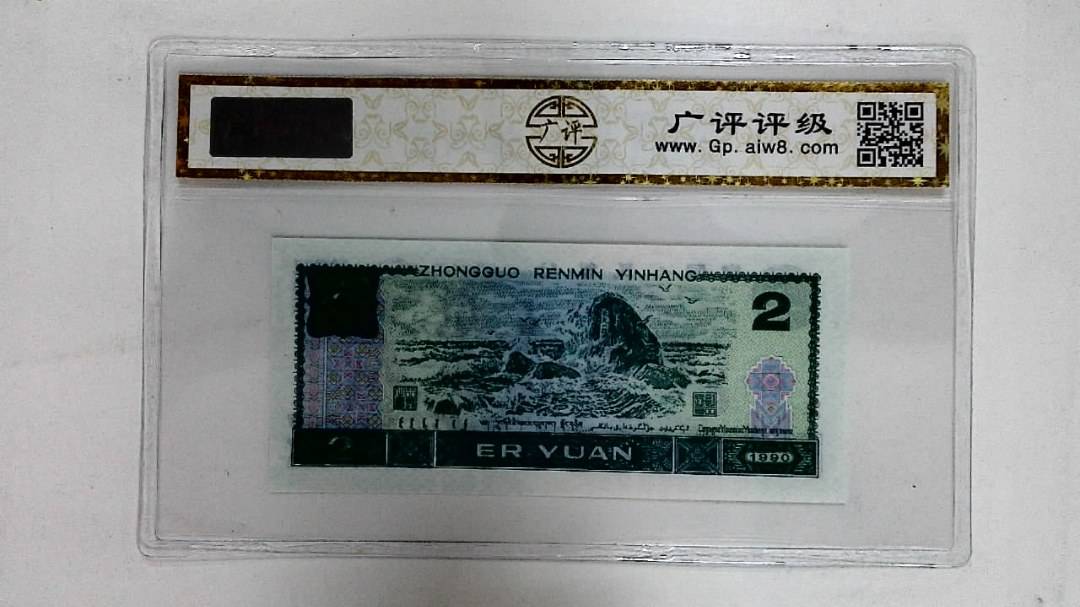 广评
广评评级
www. Gp. aiw8. com
ZHONGGUO RENMIN YINHANG
2
2
ER YUAN
1990